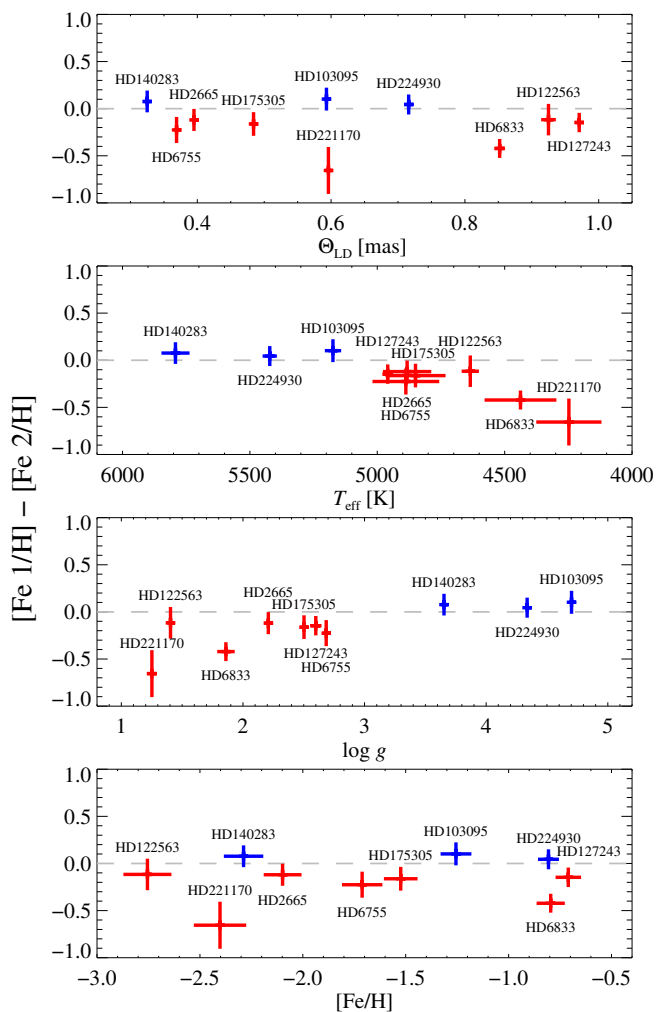 [Fe 1/H] − [Fe 2/H]
1.0
0.5
0.0
−0.5
−1.0
HD140283
HD2665
HD6755
HD175305
HD103095
HD221170
HD224930
HD6833
HD122563
HD127243
0.4 0.6 0.8 1.0
Θ_LD [mas]
1.0
0.5
0.0
−0.5
−1.0
HD140283
HD224930
HD103095
HD127243
HD175305
HD122563
HD2665
HD6755
HD221170
HD6833
6000 5500 5000 4500 4000
T_eff [K]
1.0
0.5
0.0
−0.5
−1.0
HD122563
HD221170
HD6833
HD2665
HD175305
HD127243
HD6755
HD140283
HD224930
HD103095
1 2 3 4 5
log g
1.0
0.5
0.0
−0.5
−1.0
HD122563
HD140283
HD221170
HD2665
HD6755
HD175305
HD103095
HD224930
HD127243
HD6833
−3.0 −2.5 −2.0 −1.5 −1.0 −0.5
[Fe/H]